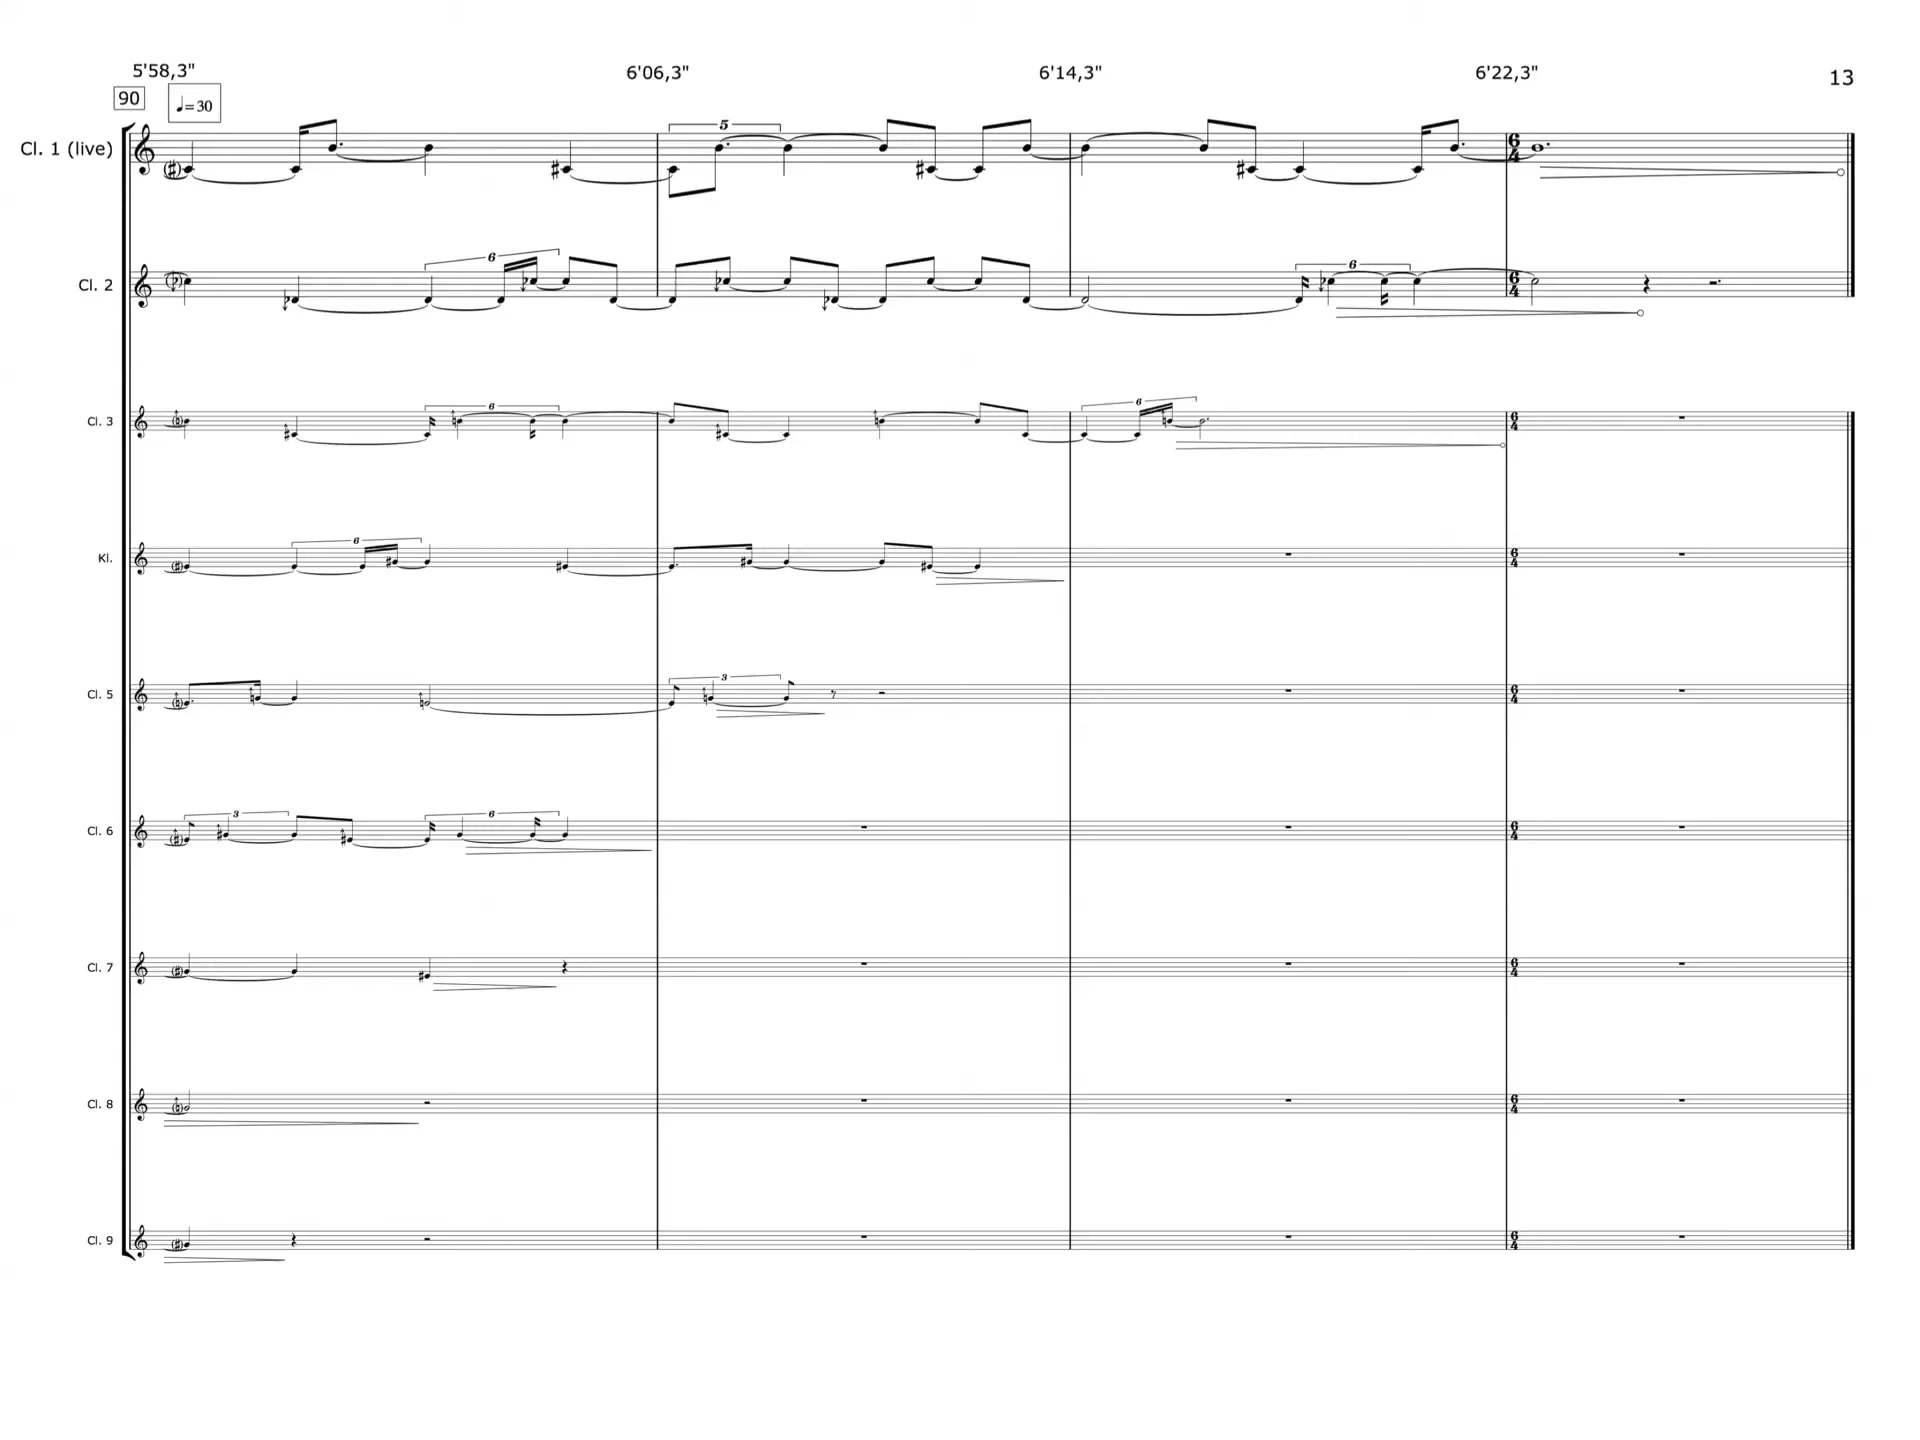 5'58,3" 6'06,3" 6'14,3" 6'22,3" 13
90 ♩=30
5
Cl. 1 (live) 6 4
6 6
Cl. 2 6 4
6 6
Cl. 3 6 4
6
Kl. 6 4
3
Cl. 5 6 4
3 6
Cl. 6 6 4
Cl. 7 6 4
Cl. 8 6 4
Cl. 9 6 4